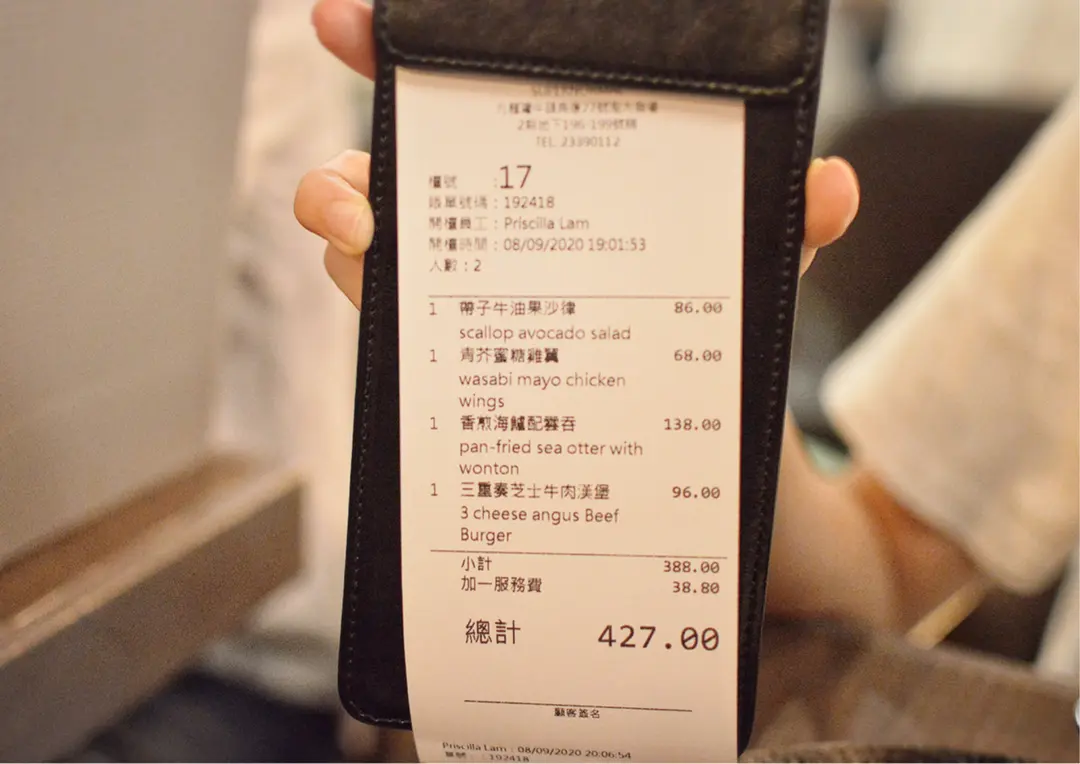 2期地下196-199號舖
TEL: 23390112
檯號 :17
賬單號碼：192418
開檯員工：Priscilla Lam
開檯時間：08/09/2020 19:01:53
人數：2
1 帶子牛油果沙律 86.00
scallop avocado salad
1 青芥蜜糖雞翼 68.00
wasabi mayo chicken
wings
1 香煎海鱸配雲吞 138.00
pan-fried sea otter with
wonton
1 三重奏芝士牛肉漢堡 96.00
3 cheese angus Beef
Burger
小計 388.00
加一服務費 38.80
總計 427.00
顧客簽名
Priscilla Lam : 08/09/2020 20:06:54
單號： :192418